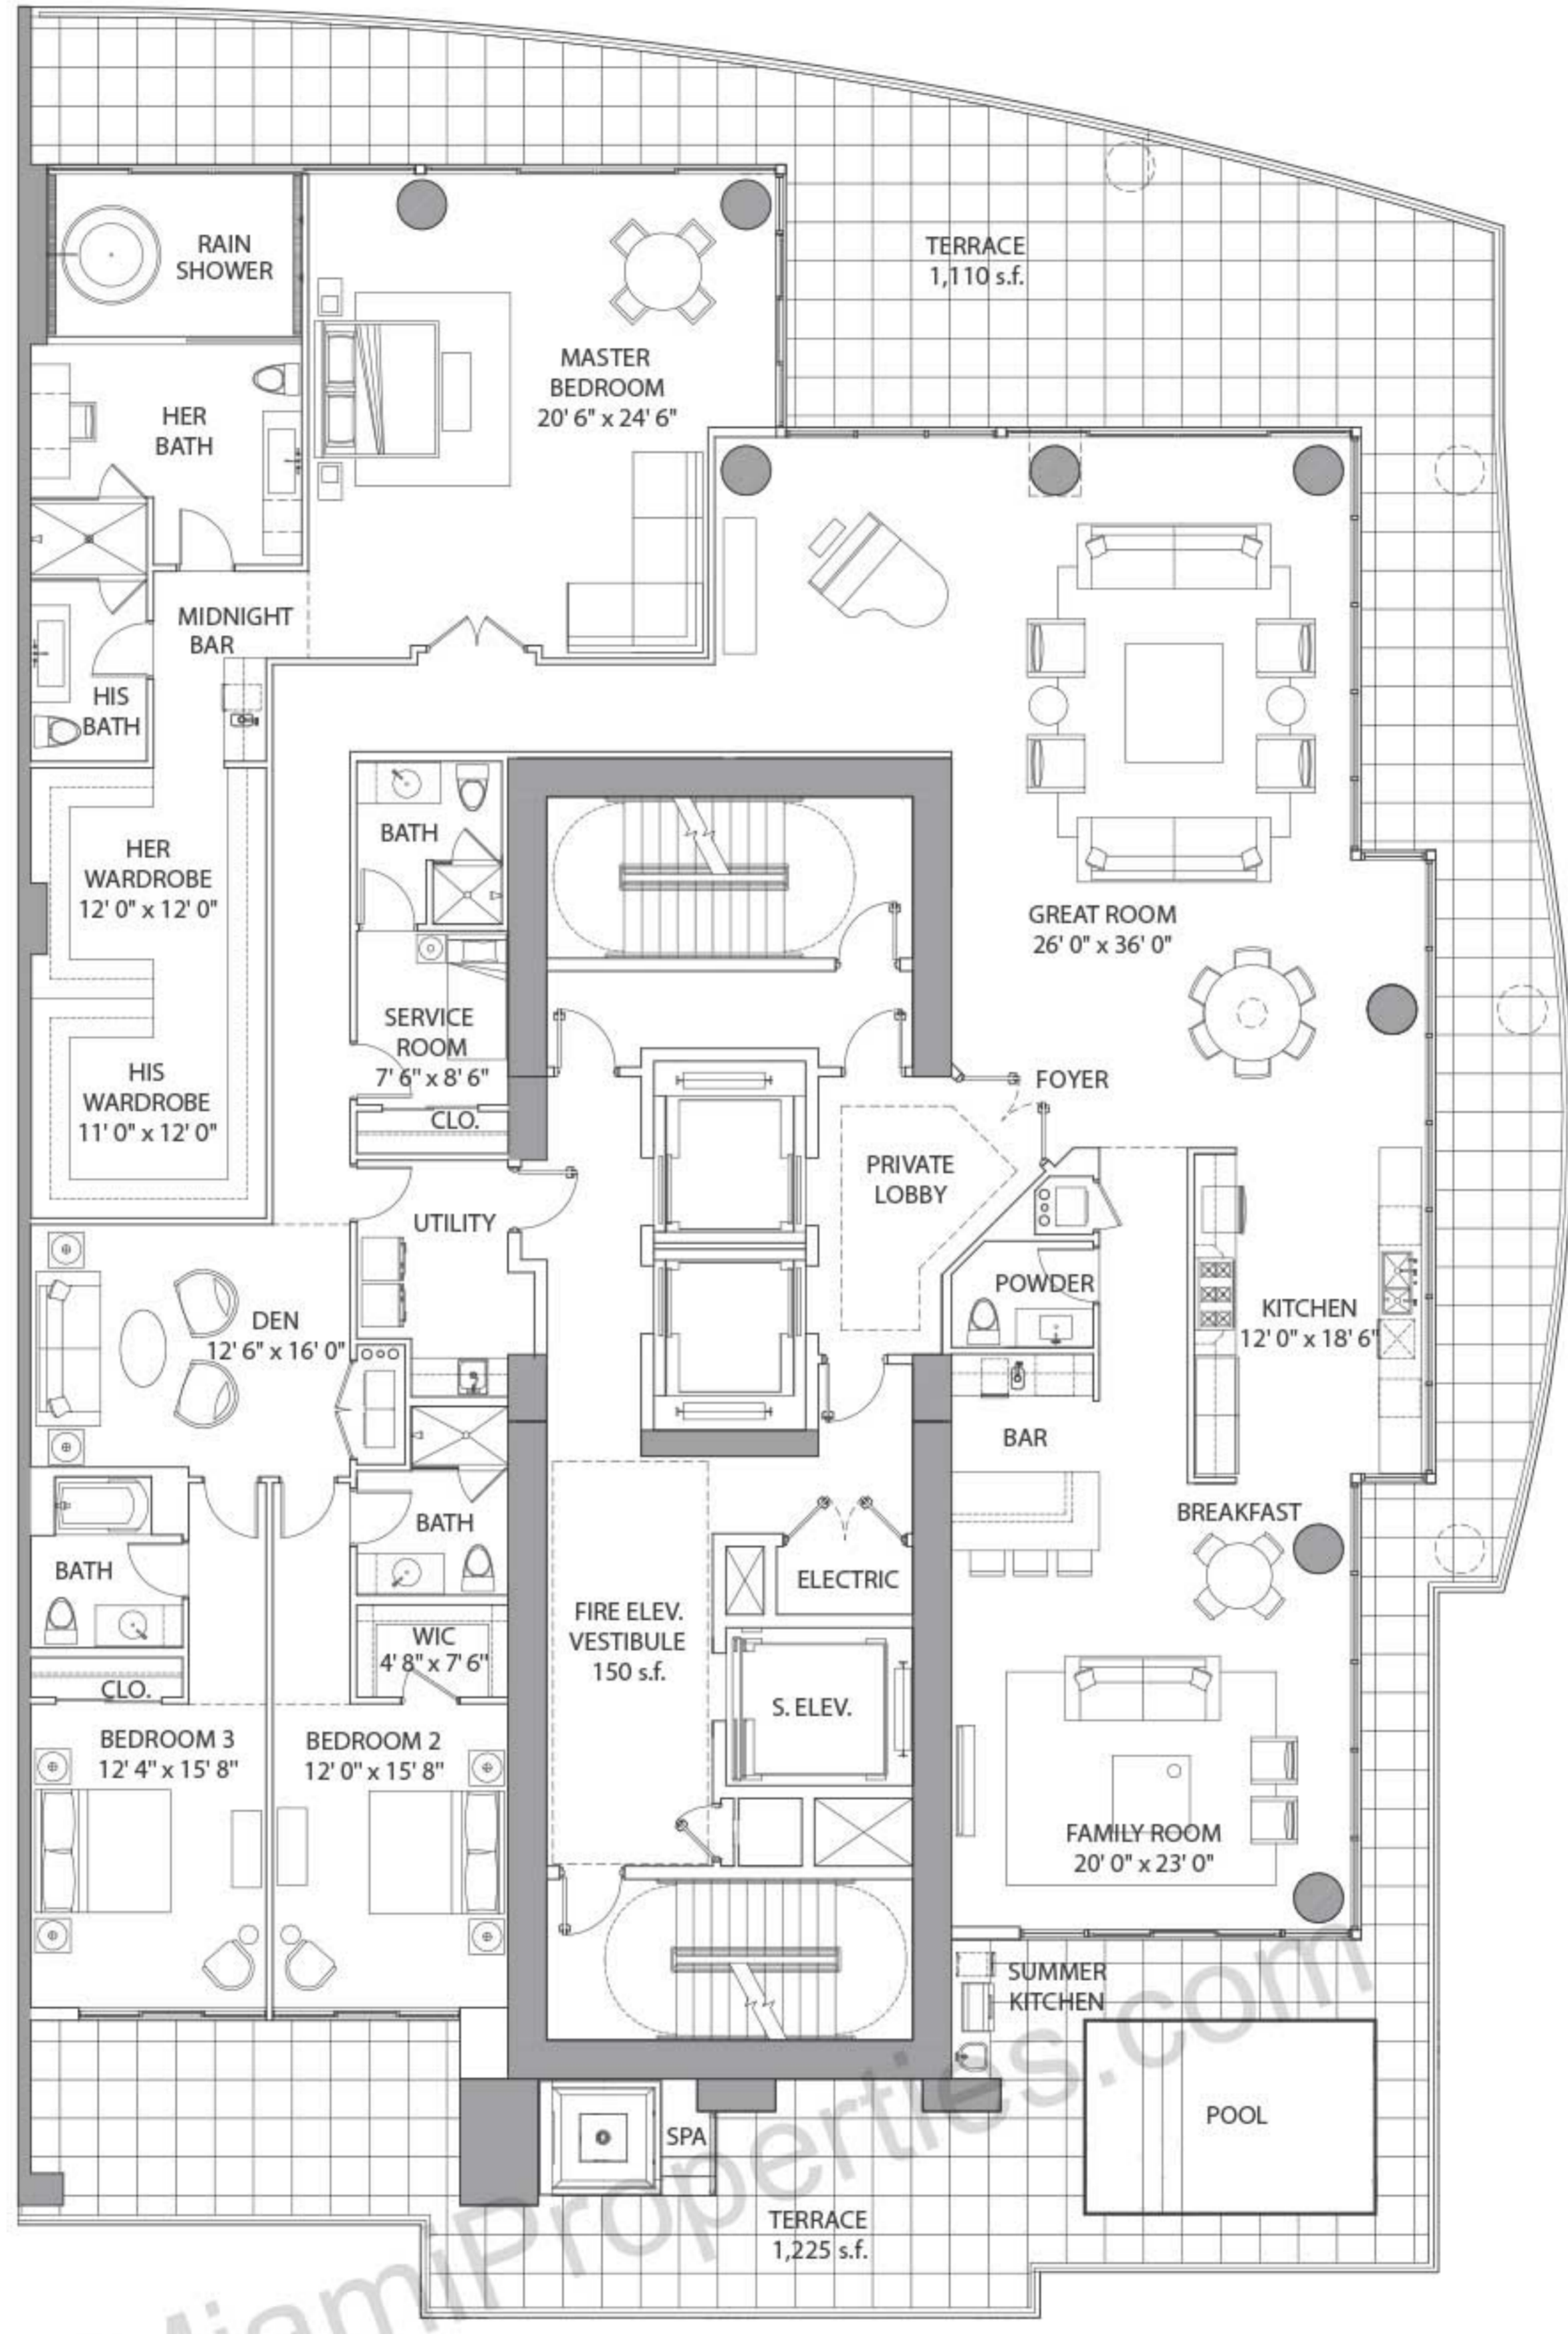 RAIN
SHOWER
TERRACE
1,110 s.f.
MASTER
BEDROOM
20' 6" x 24' 6"
HER
BATH
MIDNIGHT
BAR
HIS
BATH
BATH
HER
WARDROBE
12' 0" x 12' 0"
GREAT ROOM
26' 0" x 36' 0"
SERVICE
ROOM
7' 6" x 8' 6"
HIS
WARDROBE
11' 0" x 12' 0"
FOYER
CLO.
PRIVATE
LOBBY
UTILITY
POWDER
DEN
12' 6" x 16' 0"
KITCHEN
12' 0" x 18' 6"
BAR
BREAKFAST
BATH
BATH
ELECTRIC
FIRE ELEV.
VESTIBULE
150 s.f.
WIC
4' 8" x 7' 6"
CLO.
S. ELEV.
BEDROOM 3
12' 4" x 15' 8"
BEDROOM 2
12' 0" x 15' 8"
FAMILY ROOM
20' 0" x 23' 0"
SUMMER
KITCHEN
POOL
SPA
TERRACE
1,225 s.f.
MiamiProperties.com